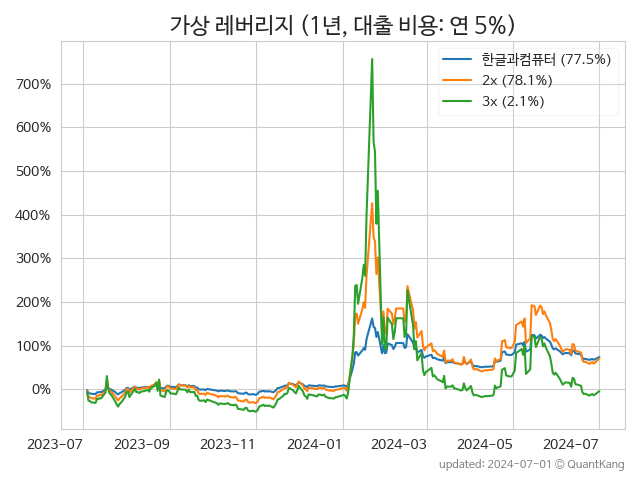 가상 레버리지 (1년, 대출 비용: 연 5%)
한글과컴퓨터 (77.5%)
2x (78.1%)
3x (2.1%)
700%
600%
500%
400%
300%
200%
100%
0%
2023-07 2023-09 2023-11 2024-01 2024-03 2024-05 2024-07
updated: 2024-07-01 © QuantKang